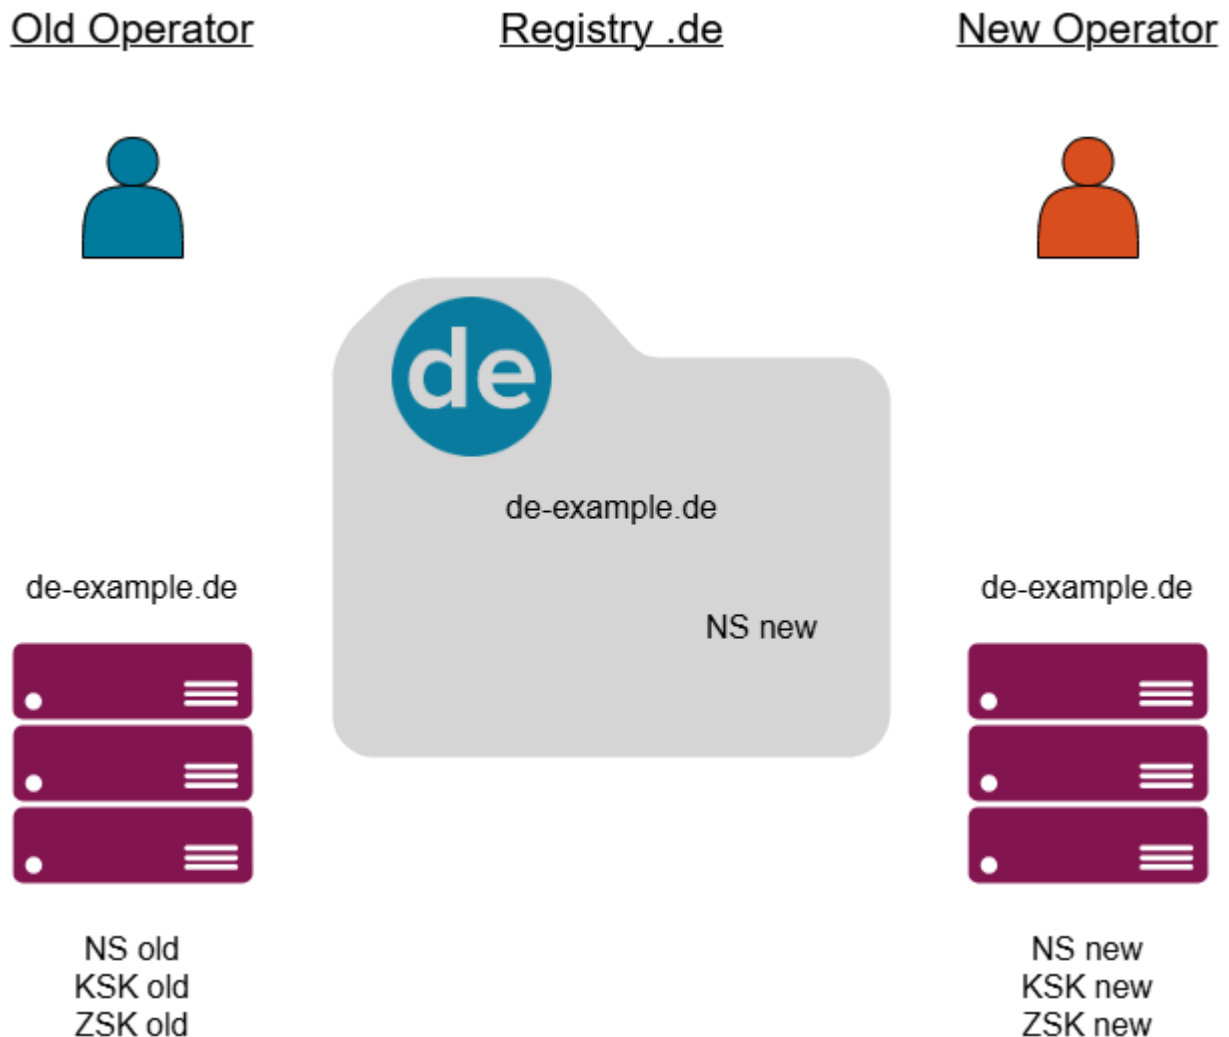 Old Operator
Registry .de
New Operator
de
de-example.de
NS new
de-example.de
NS old
KSK old
ZSK old
de-example.de
NS new
KSK new
ZSK new